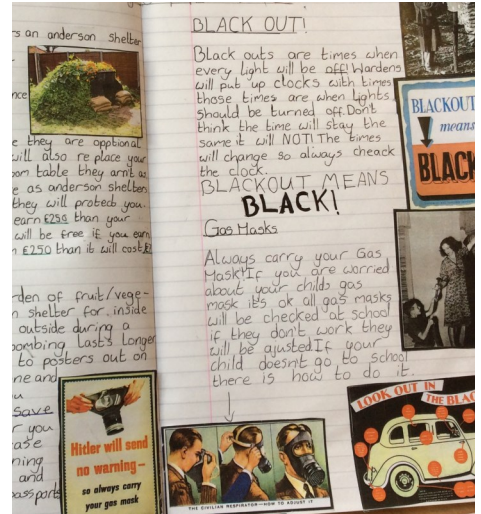 s an anderson shelter
nce
e they are opptional
will also re place your
oom table they arn't as
e as anderson shelters
they will protect you.
earn £250 than your
will be free if you earn
£250 than it will cost
rden of fruit/vege-
n shelter for inside
outside during a
bombing Lasts Longer
to posters out on
ne and
u
save
r you
ase
ning
and
pass ports
Hitler will send
no warning—
so always carry
your gas mask
BLACK OUT!
Black outs are times when
every light will be off! Wardens
will put up clocks with times
those times are when lights
should be turned off. Don't
think the time will stay the
same it will NOT! The times
will change so always cheack
the clock.
BLACKOUT MEANS
BLACK!
Gas Masks
Always carry your Gas
Mask! If you are worried
about your childs gas
mask it's ok all gas masks
will be checked at school
if they don't work they
will be ajusted If your
child doesn't go to school
there is how to do it.
THE CIVILIAN RESPIRATOR—HOW TO ADJUST IT
BLACKOUT
means
BLACK
LOOK OUT IN
THE BLAC